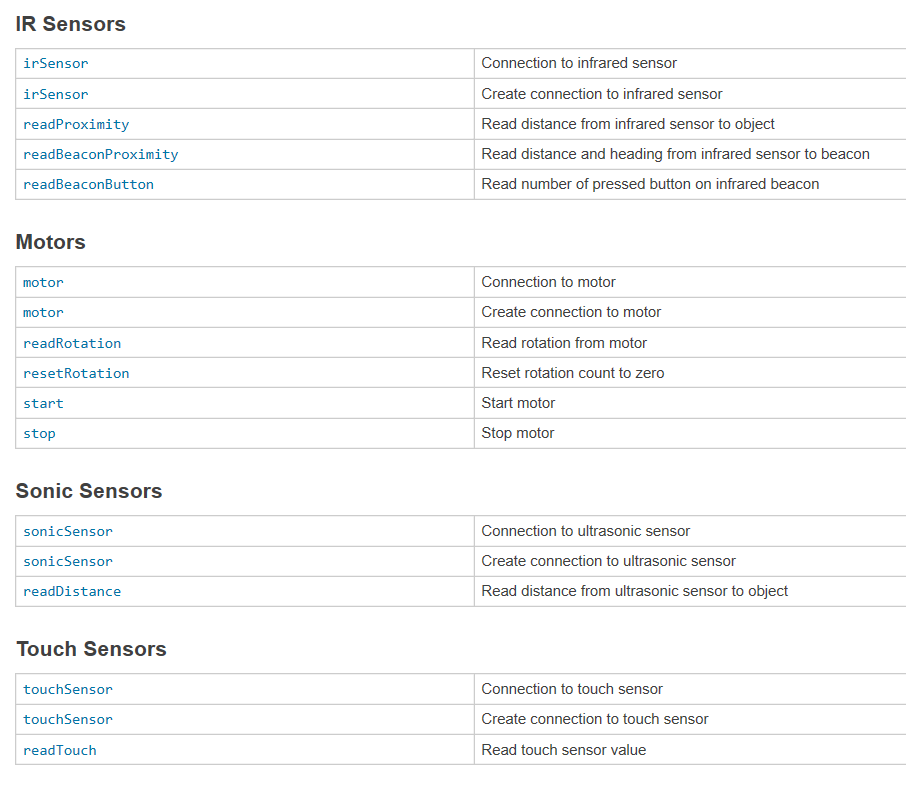 IR Sensors
irSensor Connection to infrared sensor
irSensor Create connection to infrared sensor
readProximity Read distance from infrared sensor to object
readBeaconProximity Read distance and heading from infrared sensor to beacon
readBeaconButton Read number of pressed button on infrared beacon
Motors
motor Connection to motor
motor Create connection to motor
readRotation Read rotation from motor
resetRotation Reset rotation count to zero
start Start motor
stop Stop motor
Sonic Sensors
sonicSensor Connection to ultrasonic sensor
sonicSensor Create connection to ultrasonic sensor
readDistance Read distance from ultrasonic sensor to object
Touch Sensors
touchSensor Connection to touch sensor
touchSensor Create connection to touch sensor
readTouch Read touch sensor value